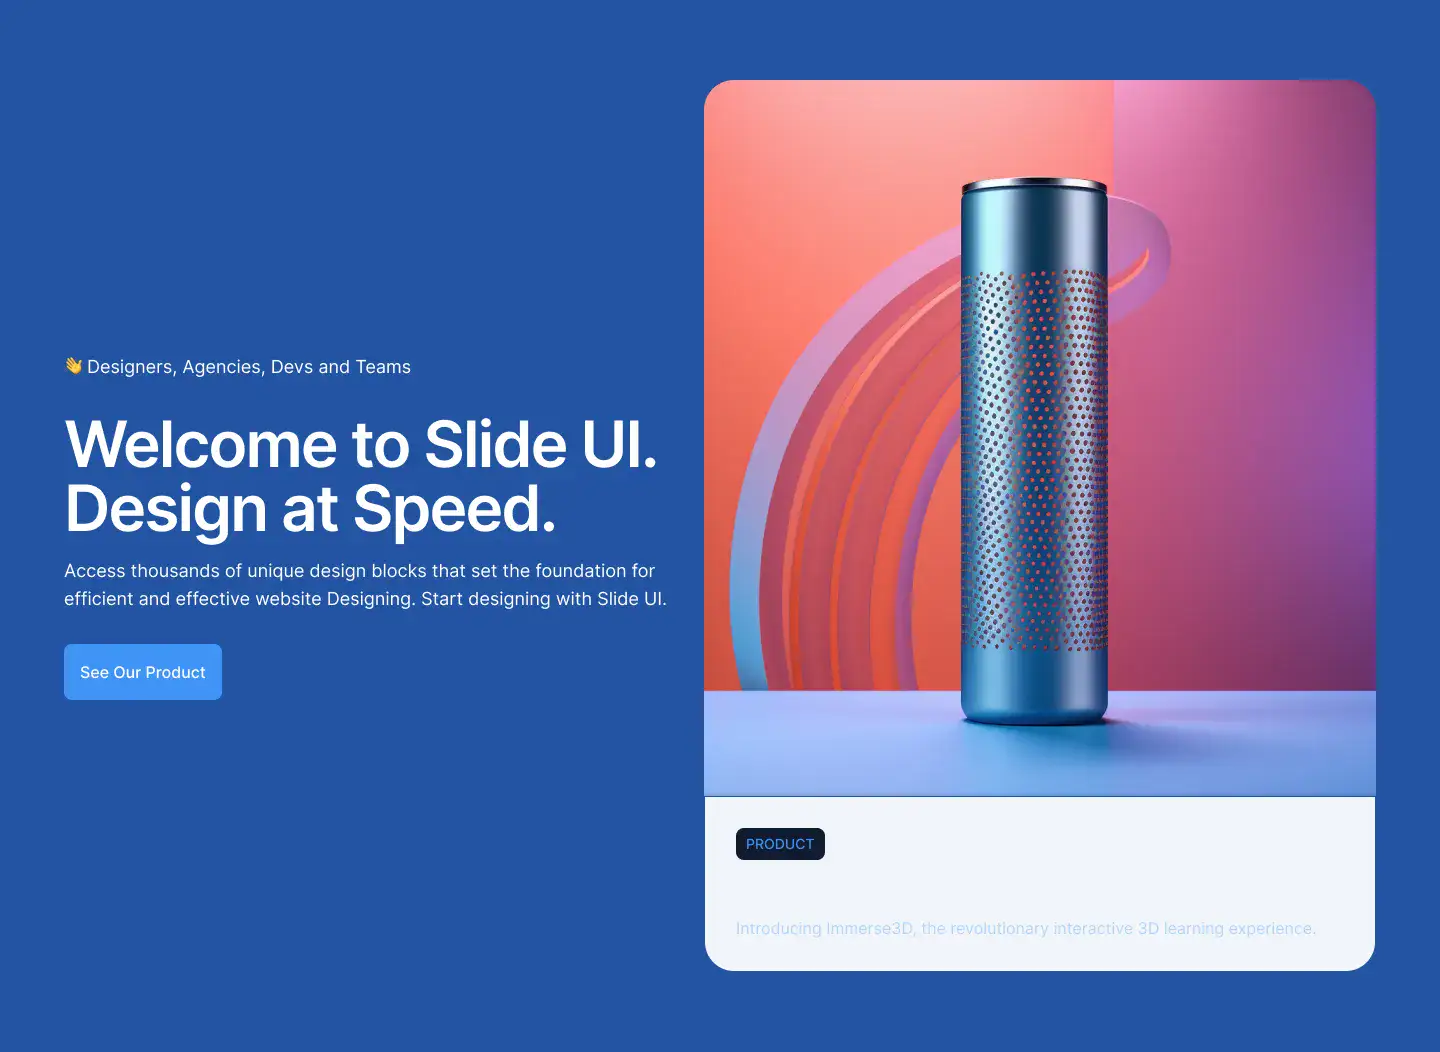 👋 Designers, Agencies, Devs and Teams
Welcome to Slide UI.
Design at Speed.
Access thousands of unique design blocks that set the foundation for
efficient and effective website Designing. Start designing with Slide UI.
See Our Product
PRODUCT
Introducing Immerse3D, the revolutionary interactive 3D learning experience.